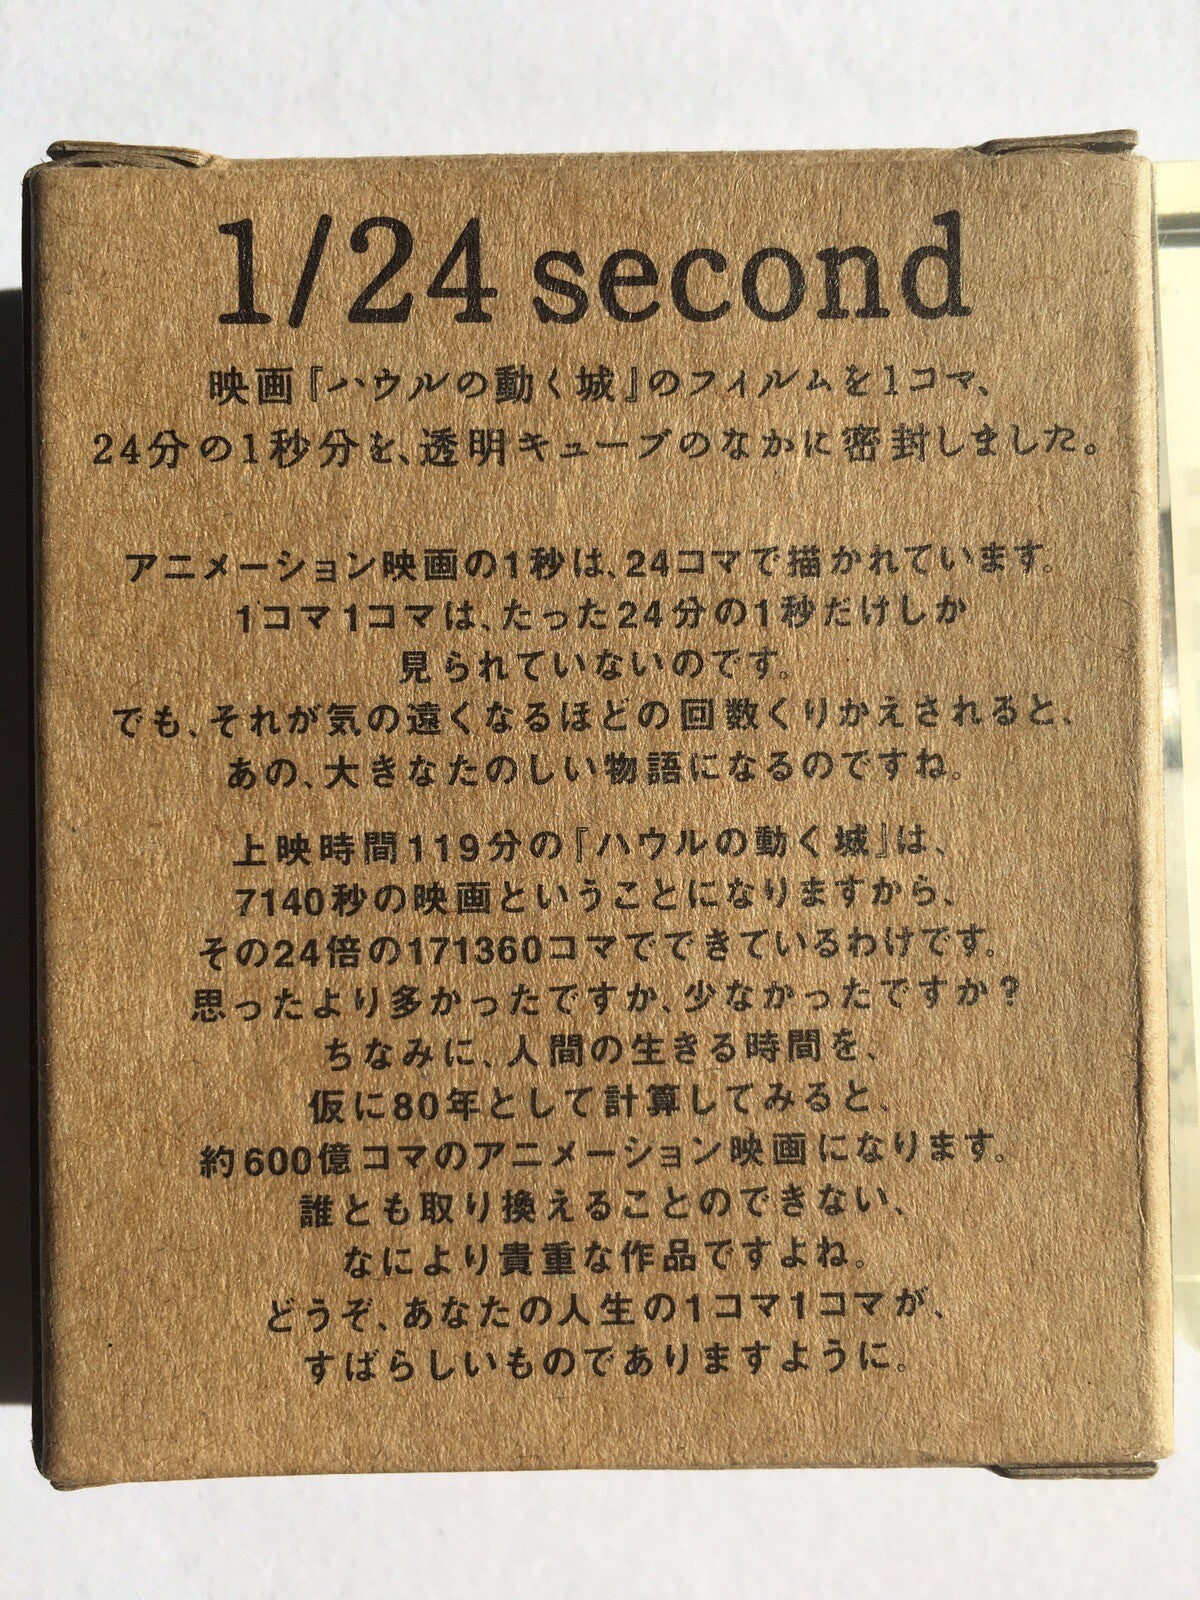 1/24 second
映画『ハウルの動く城』のフィルムを1コマ、
24分の1秒分を、透明キューブのなかに密封しました。
アニメーション映画の1秒は、24コマで描かれています。
1コマ1コマは、たった24分の1秒だけしか
見られていないのです。
でも、それが気の遠くなるほどの回数くりかえされると、
あの、大きなたのしい物語になるのですね。
上映時間119分の『ハウルの動く城』は、
7140秒の映画ということになりますから、
その24倍の171360コマでできているわけです。
思ったより多かったですか、少なかったですか?
ちなみに、人間の生きる時間を、
仮に80年として計算してみると、
約600億コマのアニメーション映画になります。
誰とも取り換えることのできない、
なにより貴重な作品ですよね。
どうぞ、あなたの人生の1コマ1コマが、
すばらしいものでありますように。